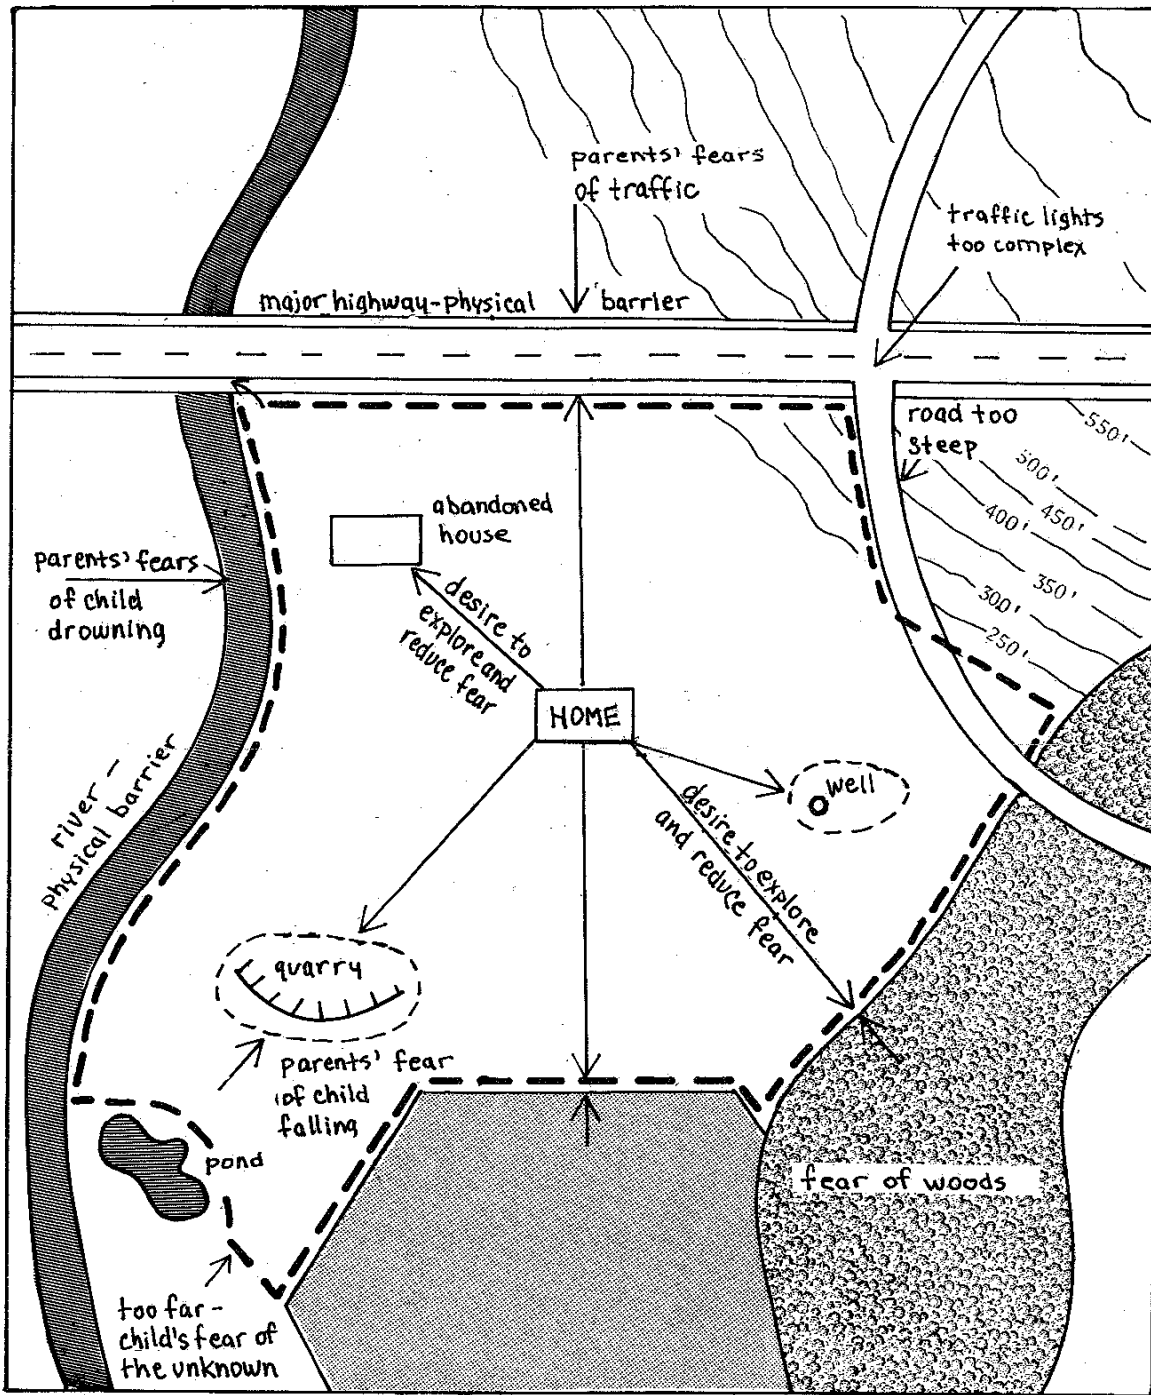 parents' fears
of traffic
traffic lights
too complex
major highway-physical barrier
road too
steep
550'
500'
450'
400'
350'
300'
250'
abandoned
house
parents' fears
of child
drowning
desire to
explore and
reduce fear
HOME
river –
physical barrier
well
desire to explore
and reduce fear
quarry
parents' fear
of child
falling
pond
fear of woods
too far –
child's fear of
the unknown